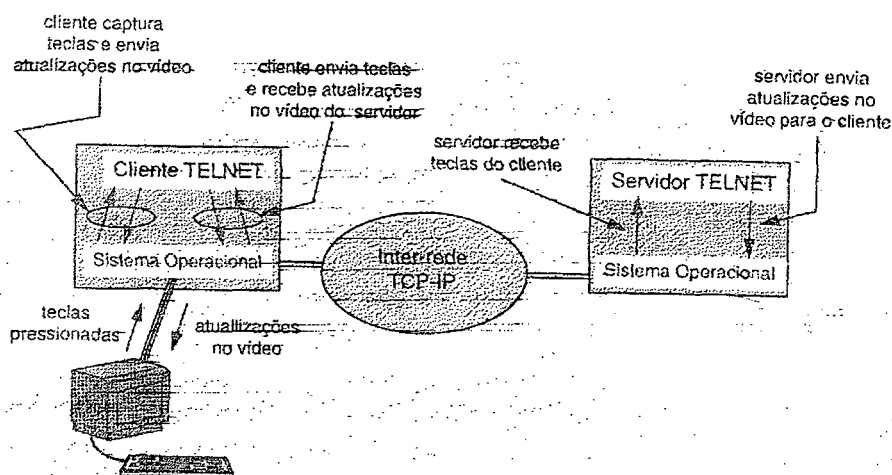 cliente captura
teclas e envia
atualizações no vídeo
cliente envia teclas
e recebe atualizações
no vídeo do servidor
servidor envia
atualizações no
vídeo para o cliente
servidor recebe
teclas do cliente
Cliente TELNET
Servidor TELNET
Sistema Operacional
Inter-rede
TCP-IP
Sistema Operacional
teclas
pressionadas
atuallizações
no vídeo